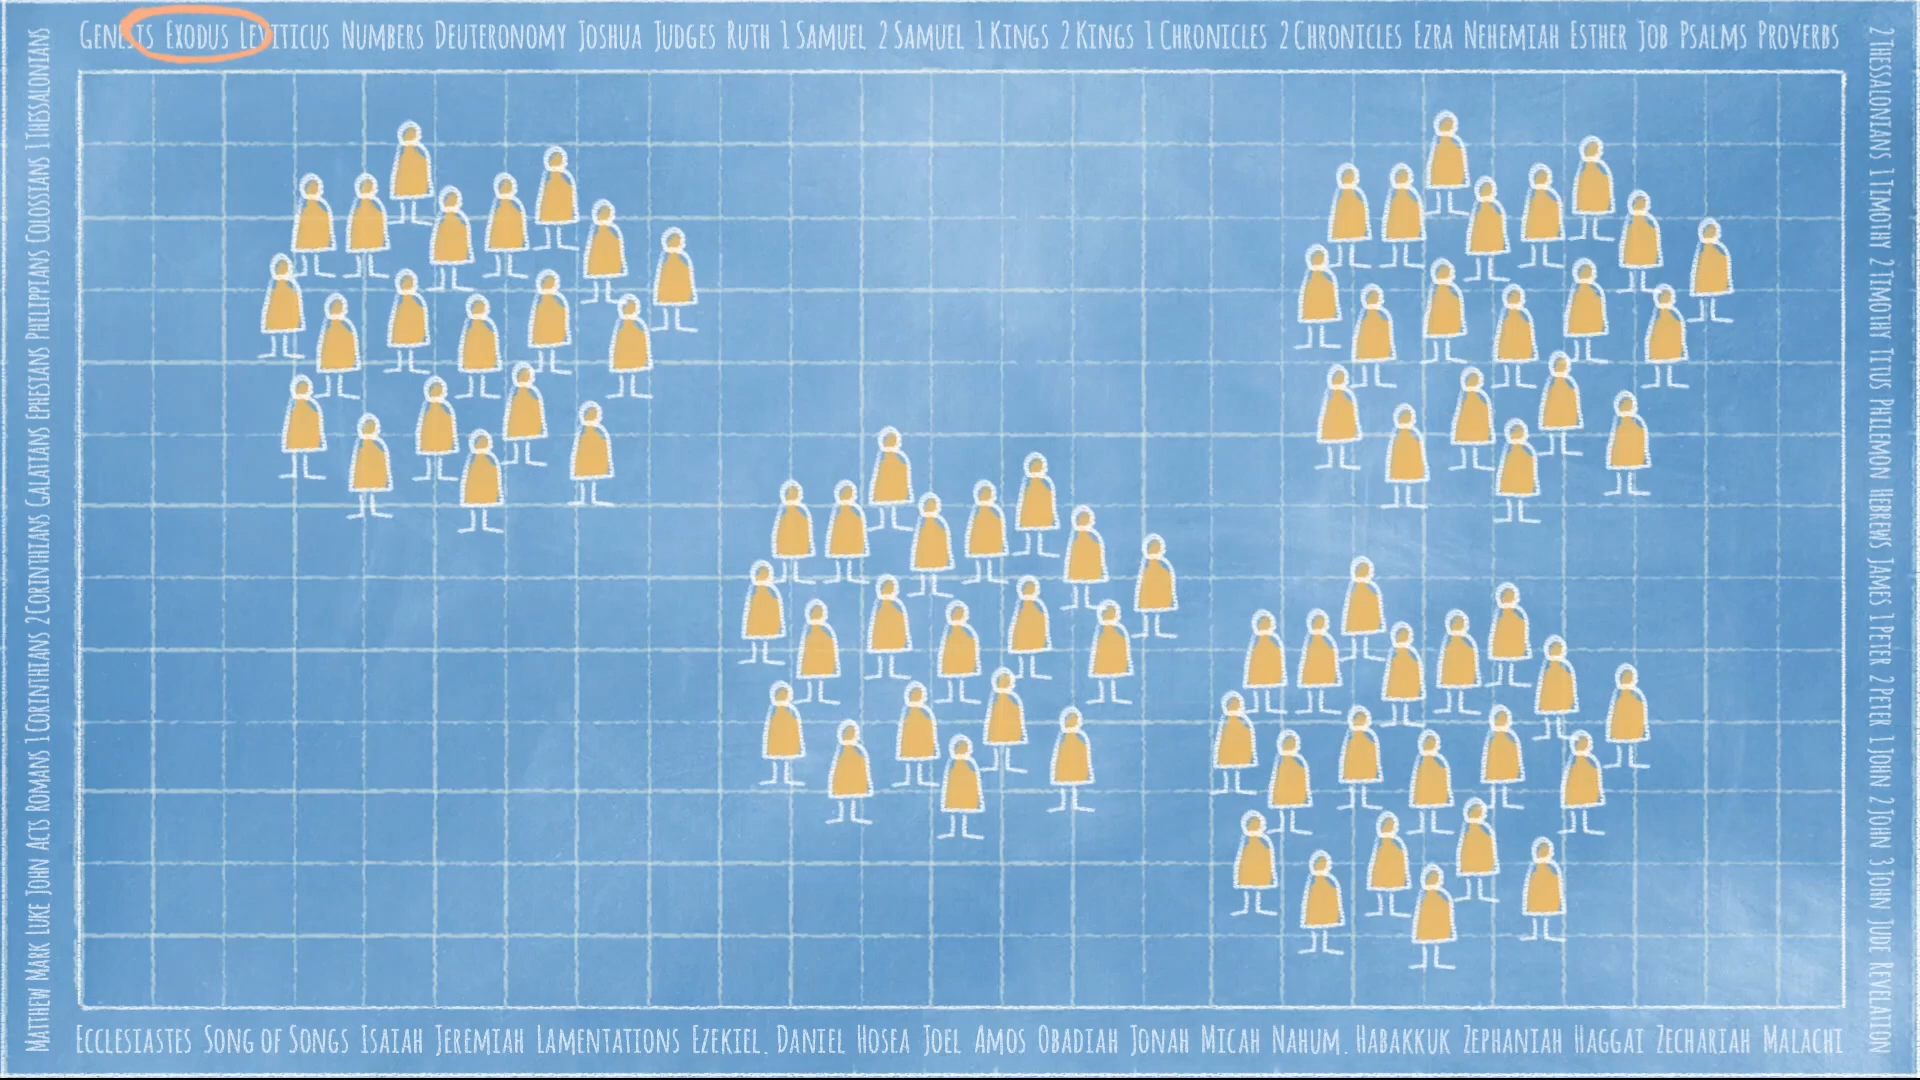 Genesis Exodus Leviticus Numbers Deuteronomy Joshua Judges Ruth 1 Samuel 2 Samuel 1 Kings 2 Kings 1 Chronicles 2 Chronicles Ezra Nehemiah Esther Job Psalms Proverbs
Matthew Mark Luke John Acts Romans 1 Corinthians 2 Corinthians Galatians Ephesians Philippians Colossians 1 Thessalonians
2 Thessalonians 1 Timothy 2 Timothy Titus Philemon Hebrews James 1 Peter 2 Peter 1 John 2 John 3 John Jude Revelation
Ecclesiastes Song of Songs Isaiah Jeremiah Lamentations Ezekiel. Daniel Hosea Joel Amos Obadiah Jonah Micah Nahum. Habakkuk Zephaniah Haggai Zechariah Malachi